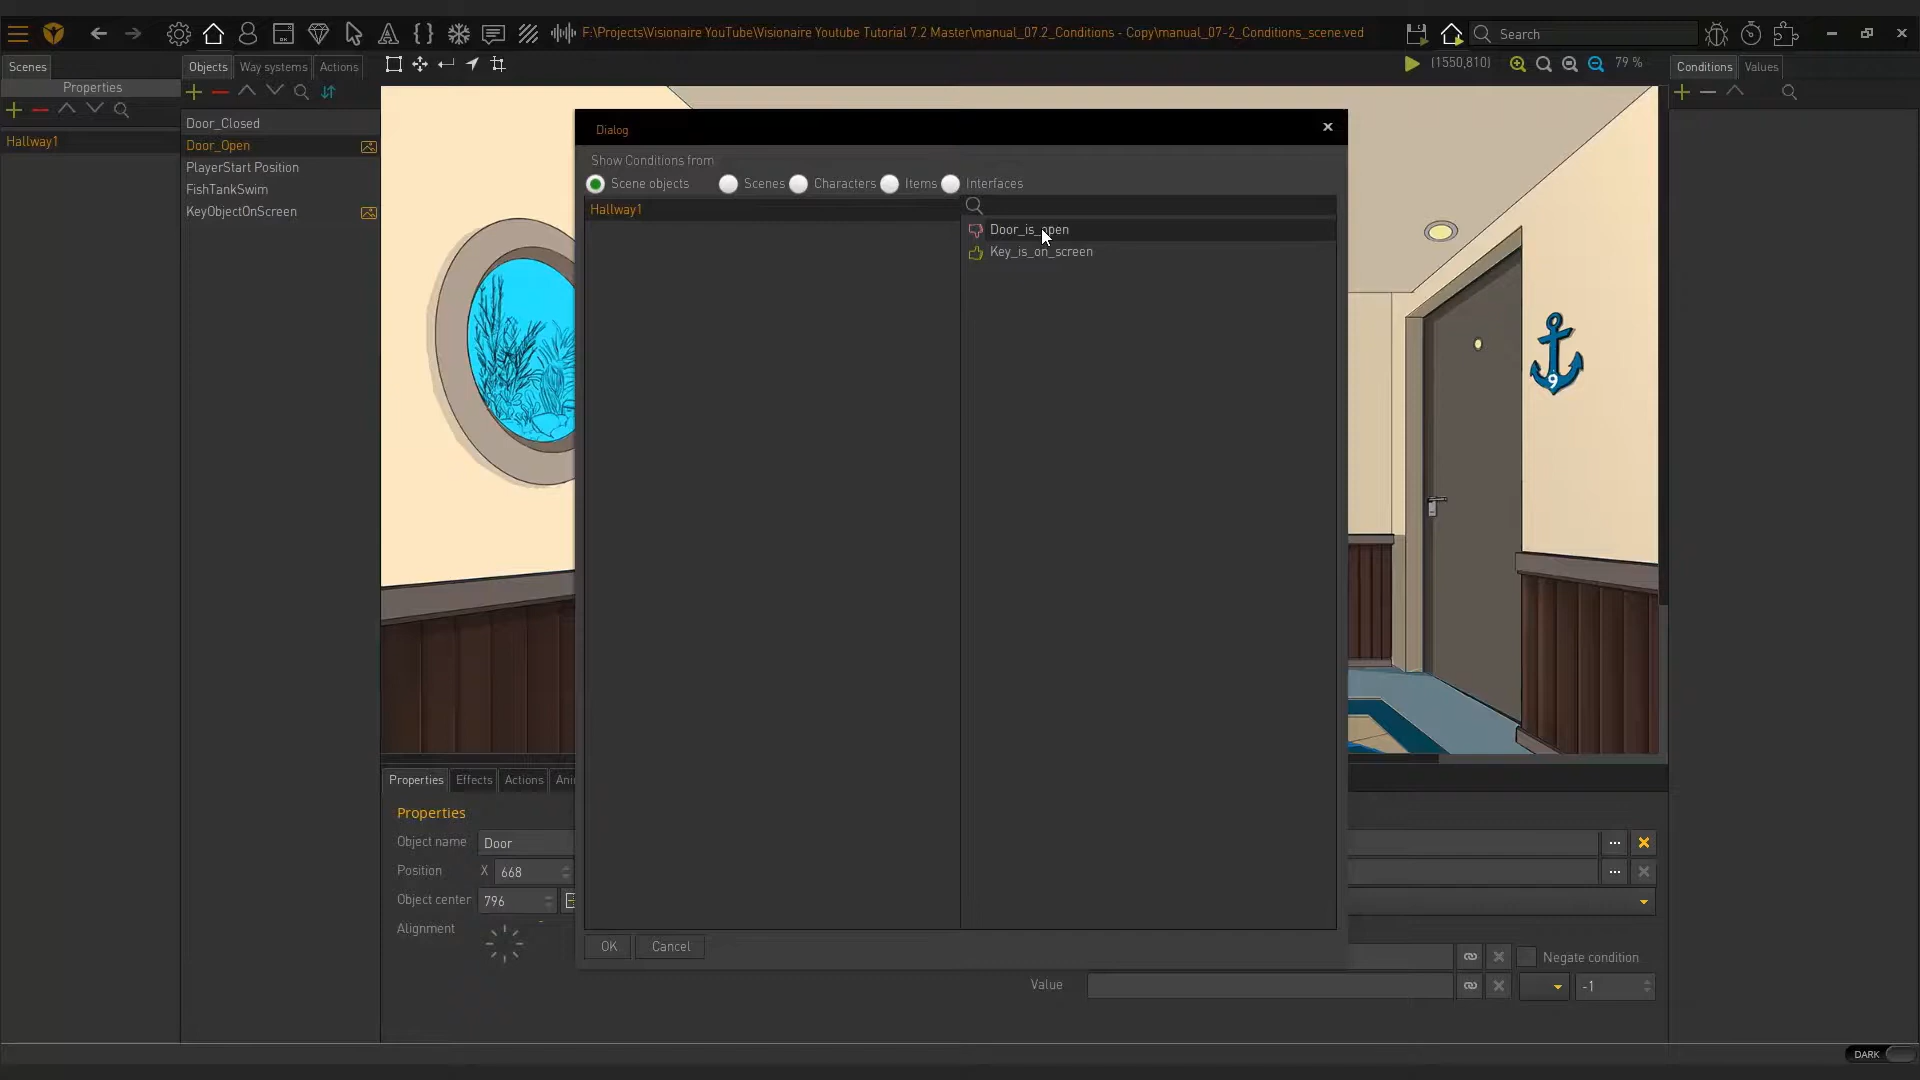 F:\Projects\Visionaire YouTube\Visionaire Youtube Tutorial 7.2 Master\manual_07.2_Conditions - Copy\manual_07-2_Conditions_scene.ved
Search
Scenes
Objects
Way systems
Actions
(1550,810)
79 %
Conditions
Values
Properties
Hallway1
Door_Closed
Door_Open
PlayerStart Position
FishTankSwim
KeyObjectOnScreen
Dialog
Show Conditions from
Scene objects
Scenes
Characters
Items
Interfaces
Hallway1
Door_is_open
Key_is_on_screen
9
OK
Cancel
Properties
Effects
Actions
Ani
Properties
Object name
Door
Position
X
668
Object center
796
Alignment
Negate condition
Value
-1
DARK